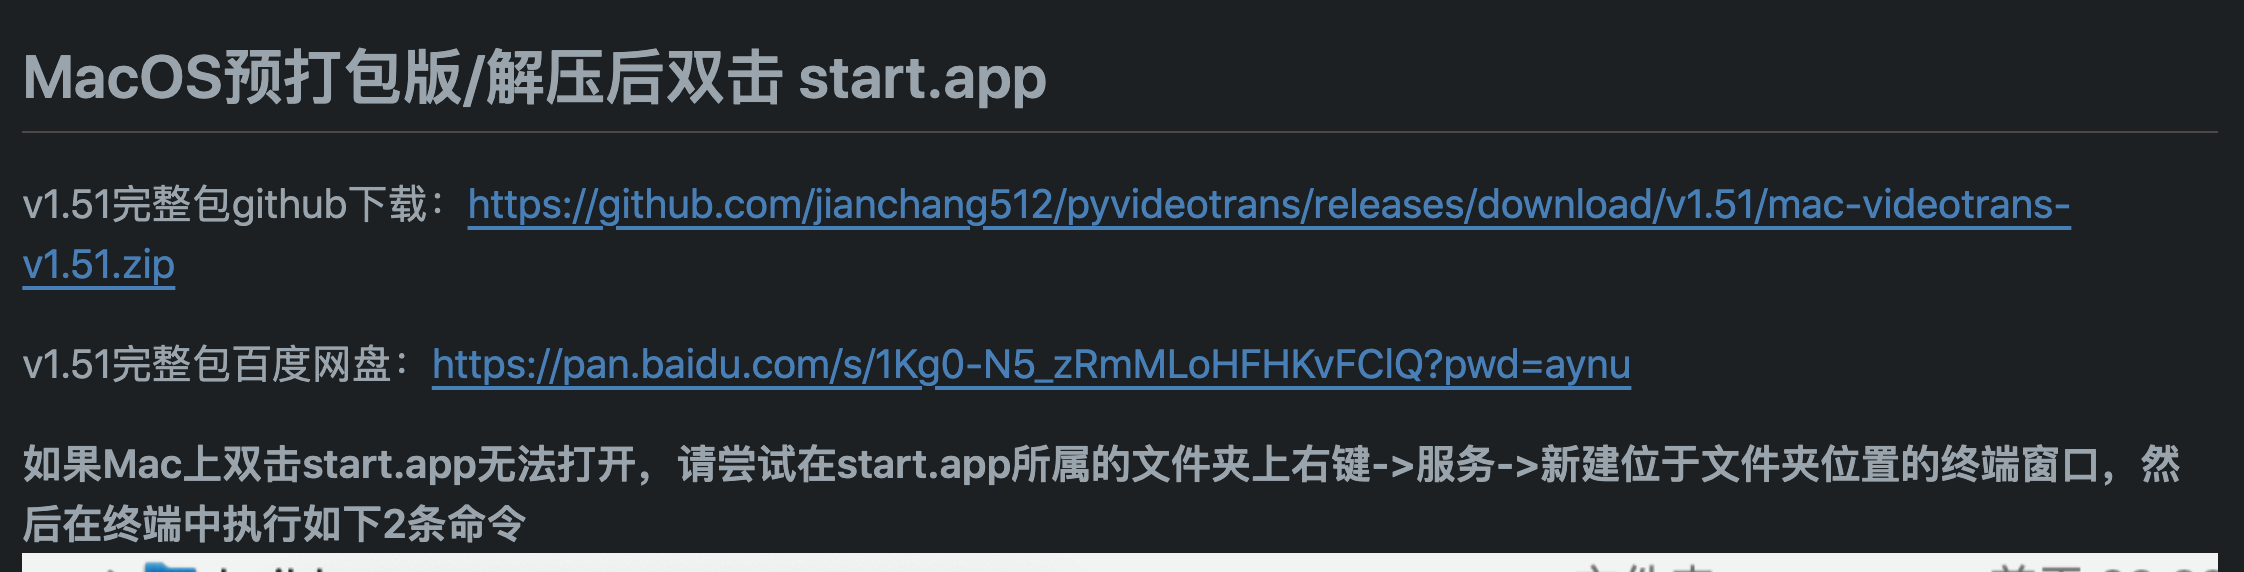 MacOS预打包版/解压后双击 start.app
v1.51完整包github下载：https://github.com/jianchang512/pyvideotrans/releases/download/v1.51/mac-videotrans-
v1.51.zip
v1.51完整包百度网盘：https://pan.baidu.com/s/1Kg0-N5_zRmMLoHFHKvFClQ?pwd=aynu
如果Mac上双击start.app无法打开，请尝试在start.app所属的文件夹上右键->服务->新建位于文件夹位置的终端窗口，然
后在终端中执行如下2条命令